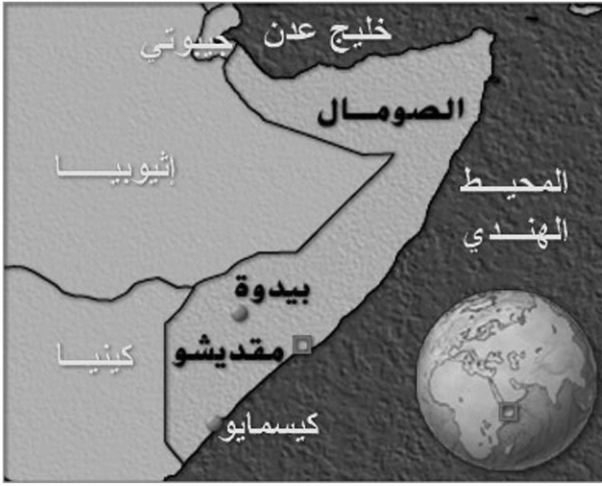 خليج عدن
جيبوتي
الصومال
إثيوبيا
المحيط
الهندي
بيدوة
مقديشو
كينيا
كيسمايو